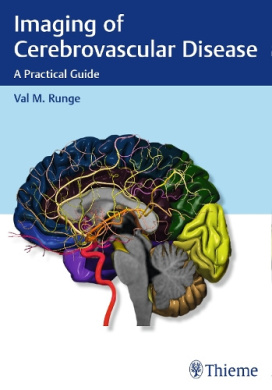 Imaging of
Cerebrovascular Disease
A Practical Guide
Val M. Runge
Thieme